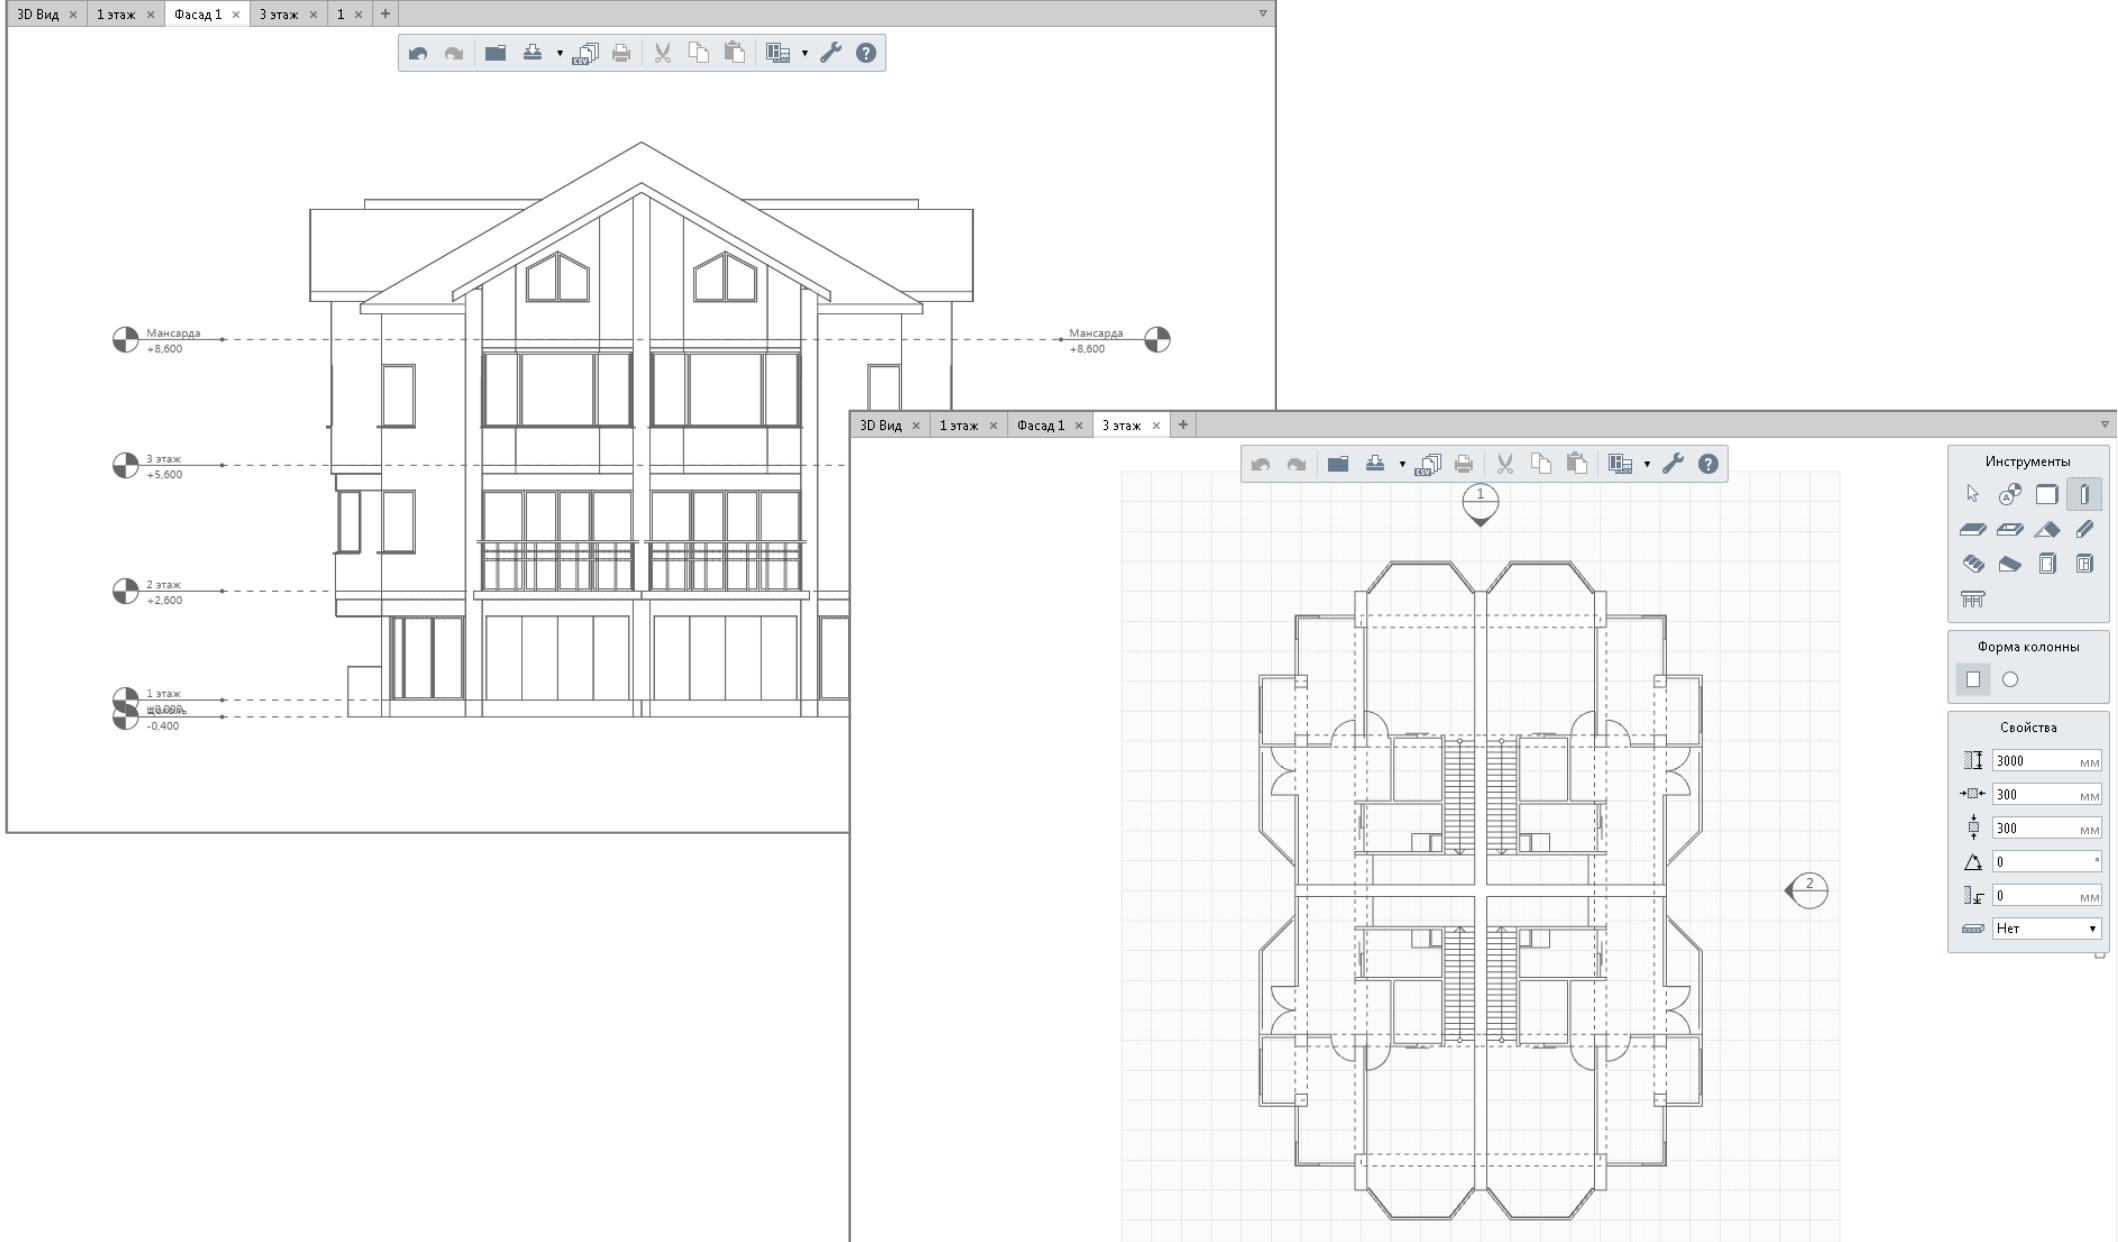 3D Вид
1 этаж
Фасад 1
3 этаж
1
CSV
Мансарда
+8,600
Мансарда
+8,600
3 этаж
+5,600
2 этаж
+2,600
1 этаж
-0,400
3D Вид
1 этаж
Фасад 1
3 этаж
CSV
1
2
Инструменты
A
Форма колонны
Свойства
3000 мм
300 мм
300 мм
0 °
0 мм
Нет